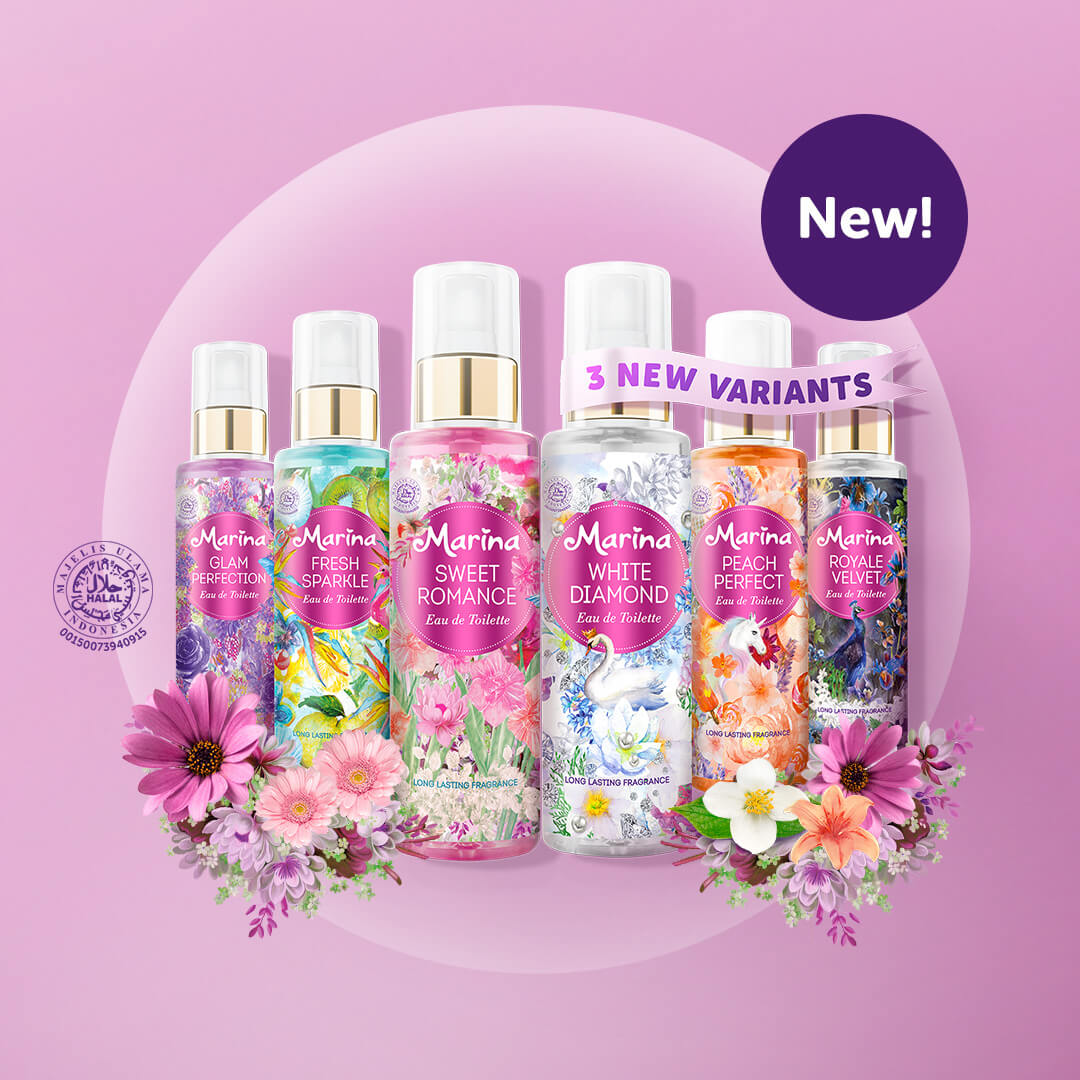 New!
3 NEW VARIANTS
Marina
GLAM
PERFECTION
Eau de Toilette
Marina
FRESH
SPARKLE
Eau de Toilette
LONG LASTING
Marina
SWEET
ROMANCE
Eau de Toilette
LONG LASTING FRAGRANCE
Marina
WHITE
DIAMOND
Eau de Toilette
LONG LASTING FRAGRANCE
Marina
PEACH
PERFECT
Eau de Toilette
LONG LASTING FRAGRANCE
Marina
ROYALE
VELVET
Eau de Toilette
LONG LASTING FRAGRANCE
MAJELIS ULAMA
حلال
HALAL
INDONESIA
00150073940915